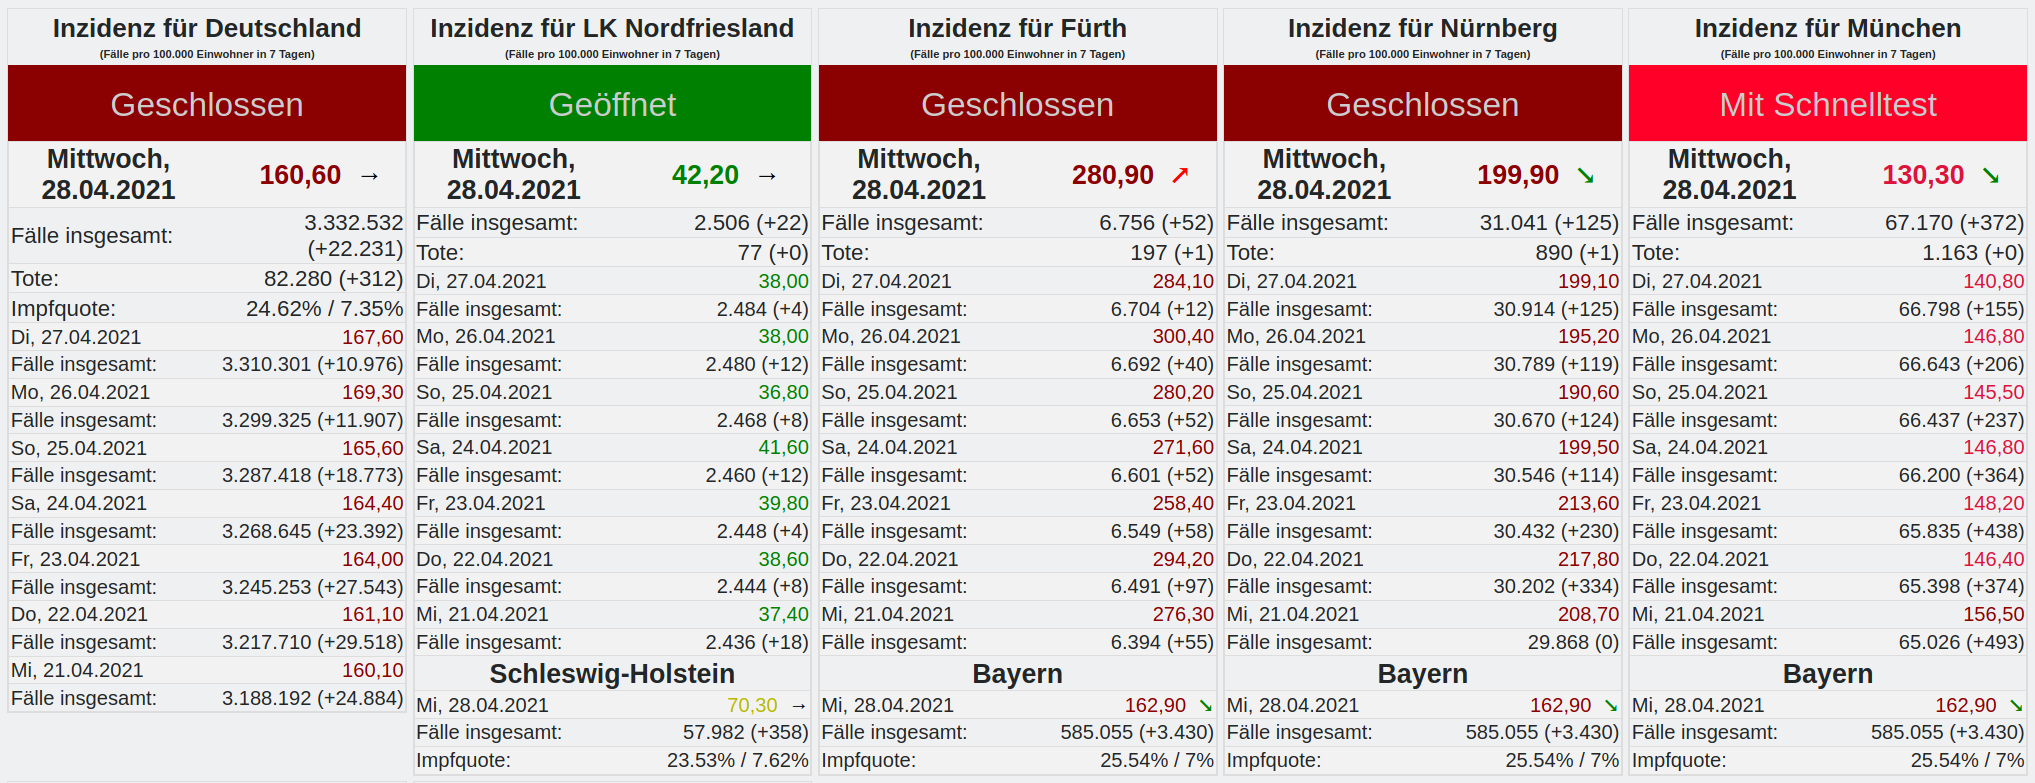 Inzidenz für Deutschland
(Fälle pro 100.000 Einwohner in 7 Tagen)
Geschlossen
Mittwoch,
28.04.2021
160,60 →
Fälle insgesamt: 3.332.532
(+22.231)
Tote: 82.280 (+312)
Impfquote: 24.62% / 7.35%
Di, 27.04.2021 167,60
Fälle insgesamt: 3.310.301 (+10.976)
Mo, 26.04.2021 169,30
Fälle insgesamt: 3.299.325 (+11.907)
So, 25.04.2021 165,60
Fälle insgesamt: 3.287.418 (+18.773)
Sa, 24.04.2021 164,40
Fälle insgesamt: 3.268.645 (+23.392)
Fr, 23.04.2021 164,00
Fälle insgesamt: 3.245.253 (+27.543)
Do, 22.04.2021 161,10
Fälle insgesamt: 3.217.710 (+29.518)
Mi, 21.04.2021 160,10
Fälle insgesamt: 3.188.192 (+24.884)
Inzidenz für LK Nordfriesland
(Fälle pro 100.000 Einwohner in 7 Tagen)
Geöffnet
Mittwoch,
28.04.2021
42,20 →
Fälle insgesamt: 2.506 (+22)
Tote: 77 (+0)
Di, 27.04.2021 38,00
Fälle insgesamt: 2.484 (+4)
Mo, 26.04.2021 38,00
Fälle insgesamt: 2.480 (+12)
So, 25.04.2021 36,80
Fälle insgesamt: 2.468 (+8)
Sa, 24.04.2021 41,60
Fälle insgesamt: 2.460 (+12)
Fr, 23.04.2021 39,80
Fälle insgesamt: 2.448 (+4)
Do, 22.04.2021 38,60
Fälle insgesamt: 2.444 (+8)
Mi, 21.04.2021 37,40
Fälle insgesamt: 2.436 (+18)
Schleswig-Holstein
Mi, 28.04.2021 70,30 →
Fälle insgesamt: 57.982 (+358)
Impfquote: 23.53% / 7.62%
Inzidenz für Fürth
(Fälle pro 100.000 Einwohner in 7 Tagen)
Geschlossen
Mittwoch,
28.04.2021
280,90 ↗
Fälle insgesamt: 6.756 (+52)
Tote: 197 (+1)
Di, 27.04.2021 284,10
Fälle insgesamt: 6.704 (+12)
Mo, 26.04.2021 300,40
Fälle insgesamt: 6.692 (+40)
So, 25.04.2021 280,20
Fälle insgesamt: 6.653 (+52)
Sa, 24.04.2021 271,60
Fälle insgesamt: 6.601 (+52)
Fr, 23.04.2021 258,40
Fälle insgesamt: 6.549 (+58)
Do, 22.04.2021 294,20
Fälle insgesamt: 6.491 (+97)
Mi, 21.04.2021 276,30
Fälle insgesamt: 6.394 (+55)
Bayern
Mi, 28.04.2021 162,90 ↘
Fälle insgesamt: 585.055 (+3.430)
Impfquote: 25.54% / 7%
Inzidenz für Nürnberg
(Fälle pro 100.000 Einwohner in 7 Tagen)
Geschlossen
Mittwoch,
28.04.2021
199,90 ↘
Fälle insgesamt: 31.041 (+125)
Tote: 890 (+1)
Di, 27.04.2021 199,10
Fälle insgesamt: 30.914 (+125)
Mo, 26.04.2021 195,20
Fälle insgesamt: 30.789 (+119)
So, 25.04.2021 190,60
Fälle insgesamt: 30.670 (+124)
Sa, 24.04.2021 199,50
Fälle insgesamt: 30.546 (+114)
Fr, 23.04.2021 213,60
Fälle insgesamt: 30.432 (+230)
Do, 22.04.2021 217,80
Fälle insgesamt: 30.202 (+334)
Mi, 21.04.2021 208,70
Fälle insgesamt: 29.868 (0)
Bayern
Mi, 28.04.2021 162,90 ↘
Fälle insgesamt: 585.055 (+3.430)
Impfquote: 25.54% / 7%
Inzidenz für München
(Fälle pro 100.000 Einwohner in 7 Tagen)
Mit Schnelltest
Mittwoch,
28.04.2021
130,30 ↘
Fälle insgesamt: 67.170 (+372)
Tote: 1.163 (+0)
Di, 27.04.2021 140,80
Fälle insgesamt: 66.798 (+155)
Mo, 26.04.2021 146,80
Fälle insgesamt: 66.643 (+206)
So, 25.04.2021 145,50
Fälle insgesamt: 66.437 (+237)
Sa, 24.04.2021 146,80
Fälle insgesamt: 66.200 (+364)
Fr, 23.04.2021 148,20
Fälle insgesamt: 65.835 (+438)
Do, 22.04.2021 146,40
Fälle insgesamt: 65.398 (+374)
Mi, 21.04.2021 156,50
Fälle insgesamt: 65.026 (+493)
Bayern
Mi, 28.04.2021 162,90 ↘
Fälle insgesamt: 585.055 (+3.430)
Impfquote: 25.54% / 7%